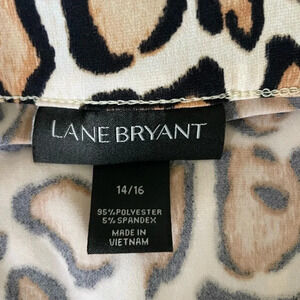 LANE BRYANT
14/16
95% POLYESTER
5% SPANDEX
MADE IN
VIETNAM